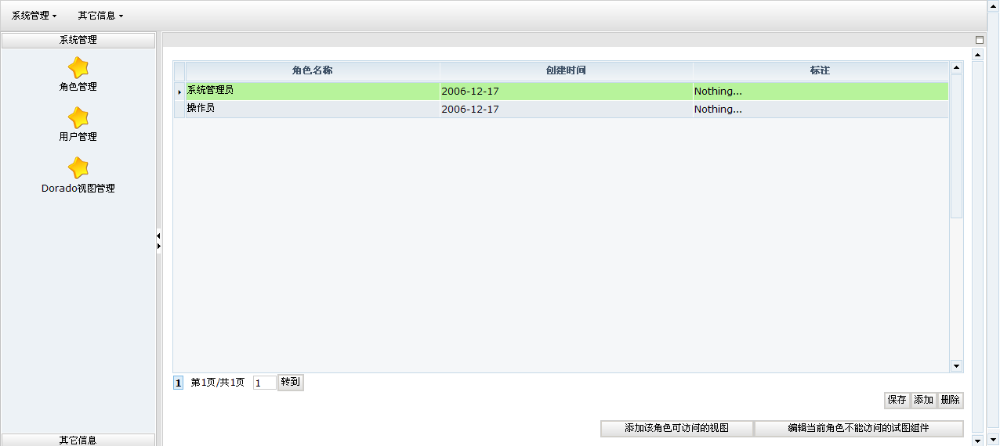 系统管理 其它信息
系统管理
角色管理
用户管理
Dorado视图管理
其它信息
角色名称 创建时间 标注
系统管理员 2006-12-17 Nothing...
操作员 2006-12-17 Nothing...
1 第1页/共1页 1 转到
保存 添加 删除
添加该角色可访问的视图 编辑当前角色不能访问的试图组件